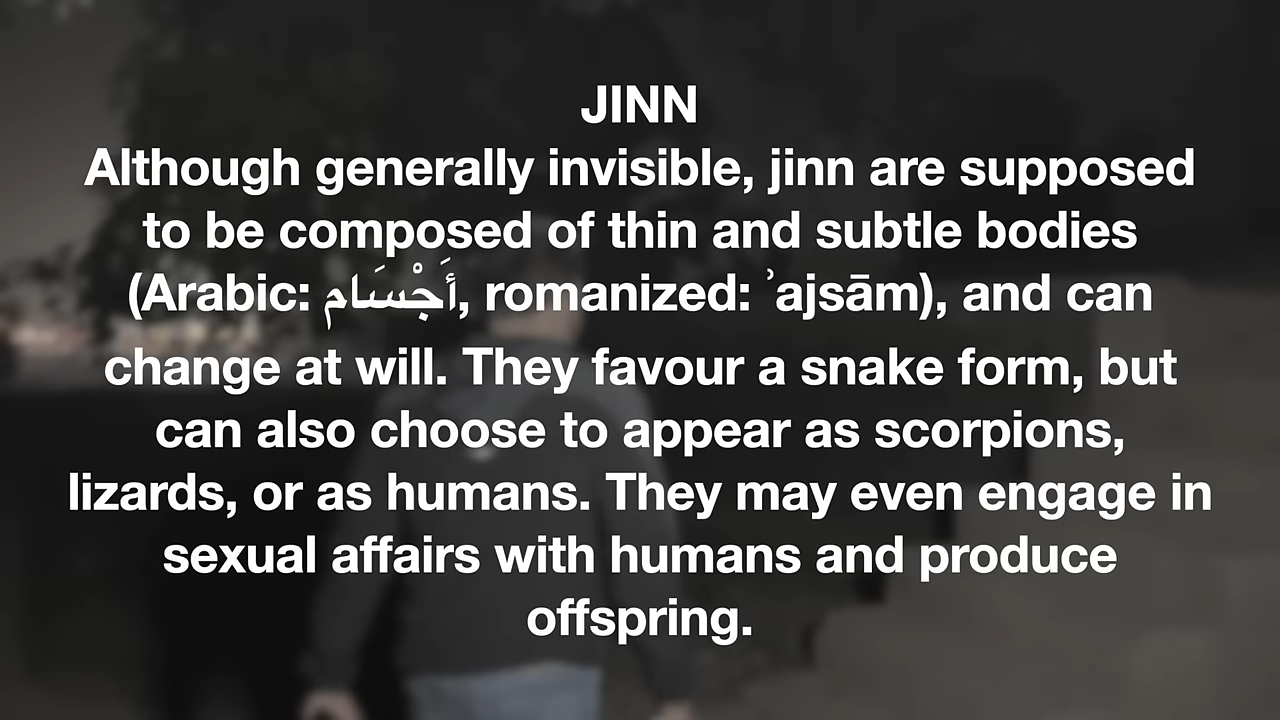 JINN
Although generally invisible, jinn are supposed
to be composed of thin and subtle bodies
(Arabic: أَجْسَام, romanized: ʾajsām), and can
change at will. They favour a snake form, but
can also choose to appear as scorpions,
lizards, or as humans. They may even engage in
sexual affairs with humans and produce
offspring.